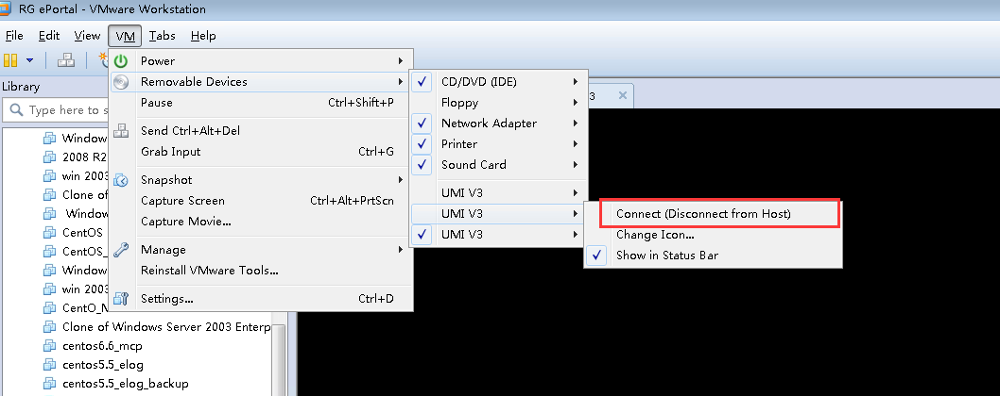 RG ePortal - VMware Workstation
File Edit View VM Tabs Help
Power
Library
Removable Devices
CD/DVD (IDE)
3
Pause Ctrl+Shift+P
Floppy
Type here to s
Network Adapter
Send Ctrl+Alt+Del
Window
Printer
Grab Input Ctrl+G
2008 R2
Sound Card
win 2003
Snapshot
Clone of
UMI V3
Capture Screen Ctrl+Alt+PrtScn
Window
UMI V3
Connect (Disconnect from Host)
Capture Movie...
CentOS
UMI V3
Change Icon...
Manage
CentOS_
Show in Status Bar
Reinstall VMware Tools...
Window
win 2003
Settings... Ctrl+D
CentO_M
Clone of Windows Server 2003 Enterp
centos6.6_mcp
centos5.5_elog
centos5.5_elog_backup